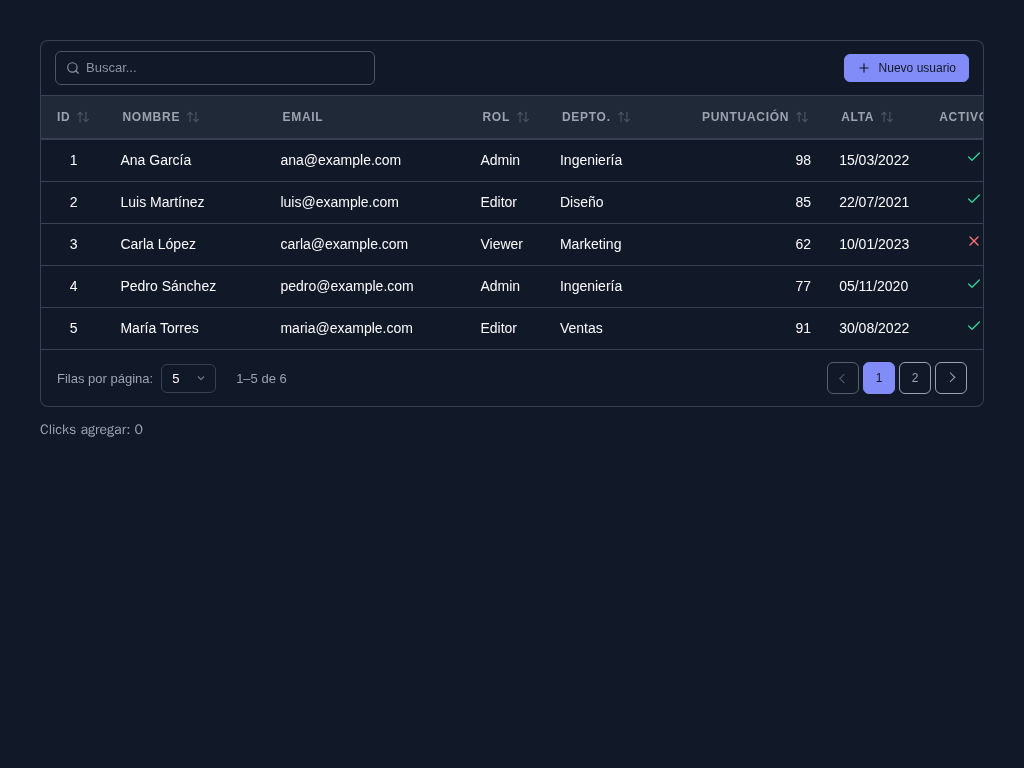 Buscar... Nuevo usuario
ID NOMBRE EMAIL ROL DEPTO. PUNTUACIÓN ALTA ACTIVO
1 Ana García ana@example.com Admin Ingeniería 98 15/03/2022
2 Luis Martínez luis@example.com Editor Diseño 85 22/07/2021
3 Carla López carla@example.com Viewer Marketing 62 10/01/2023
4 Pedro Sánchez pedro@example.com Admin Ingeniería 77 05/11/2020
5 María Torres maria@example.com Editor Ventas 91 30/08/2022
Filas por página: 5 1–5 de 6 1 2
Clicks agregar: 0